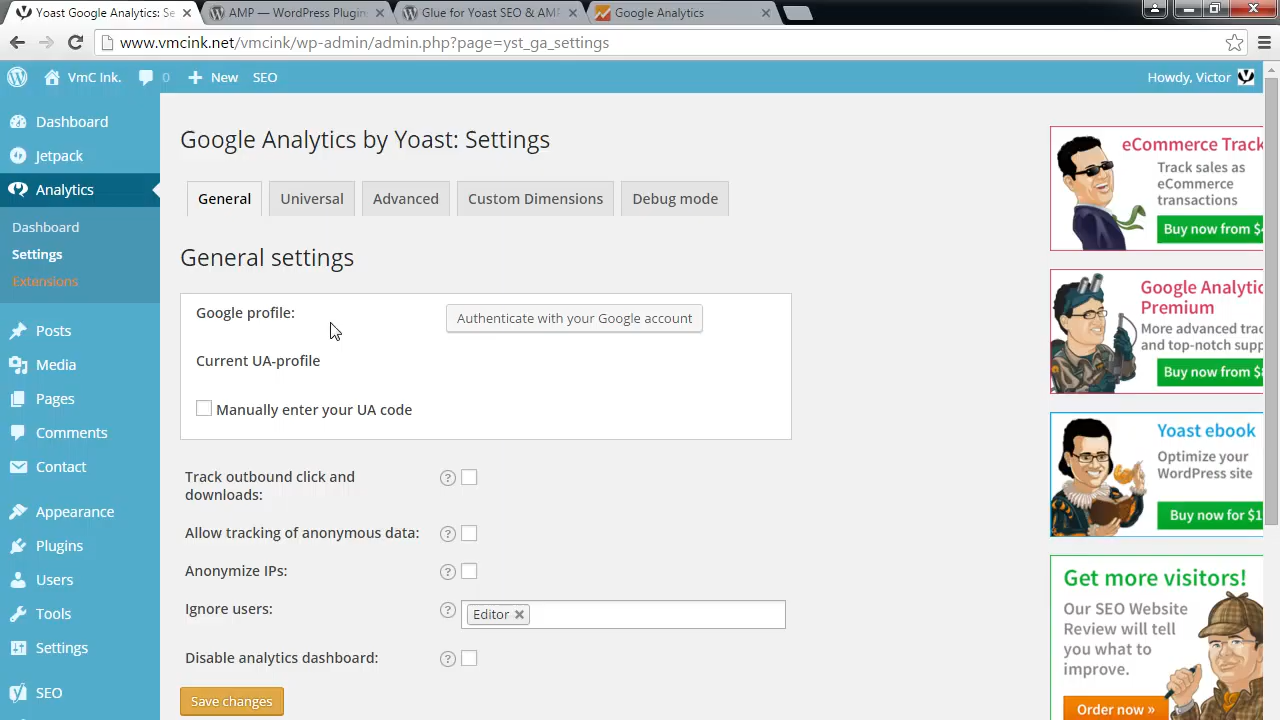 Yoast Google Analytics: Se
AMP — WordPress Plugin
Glue for Yoast SEO & AM
Google Analytics
www.vmcink.net/vmcink/wp-admin/admin.php?page=yst_ga_settings
VmC Ink.
0
New
SEO
Howdy, Victor
Dashboard
Jetpack
Analytics
Dashboard
Settings
Extensions
Posts
Media
Pages
Comments
Contact
Appearance
Plugins
Users
Tools
Settings
SEO
Google Analytics by Yoast: Settings
General
Universal
Advanced
Custom Dimensions
Debug mode
General settings
Google profile:
Authenticate with your Google account
Current UA-profile
Manually enter your UA code
Track outbound click and
downloads:
?
Allow tracking of anonymous data:
?
Anonymize IPs:
?
Ignore users:
?
Editor
Disable analytics dashboard:
?
Save changes
eCommerce Track
Track sales as
eCommerce
transactions
Buy now from $
Google Analytic
Premium
More advanced trac
and top-notch supp
Buy now from $
Yoast ebook
Optimize your
WordPress site
Buy now for $1
Get more visitors!
Our SEO Website
Review will tell
you what to
improve.
Order now »